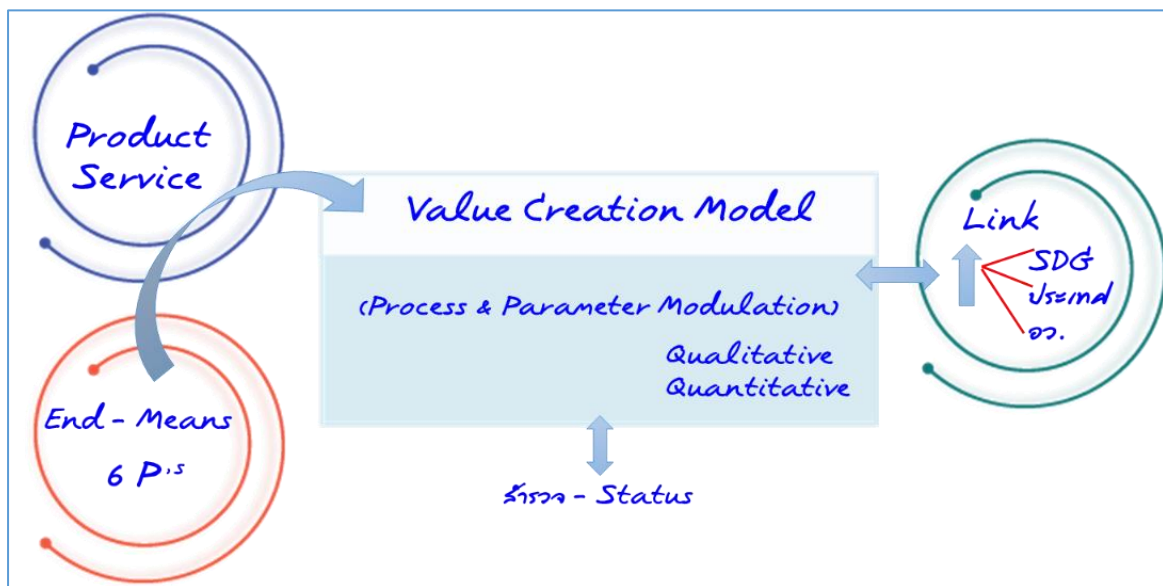 Product
Service
End - Means
6 P's
Value Creation Model
(Process & Parameter Modulation)
Qualitative
Quantitative
สำรวจ - Status
Link
SDG
ประเทศ
อว.